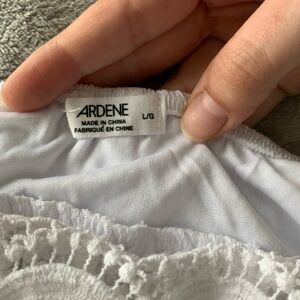 ARDENE
MADE IN CHINA
FABRIQUÉ EN CHINE
L/G